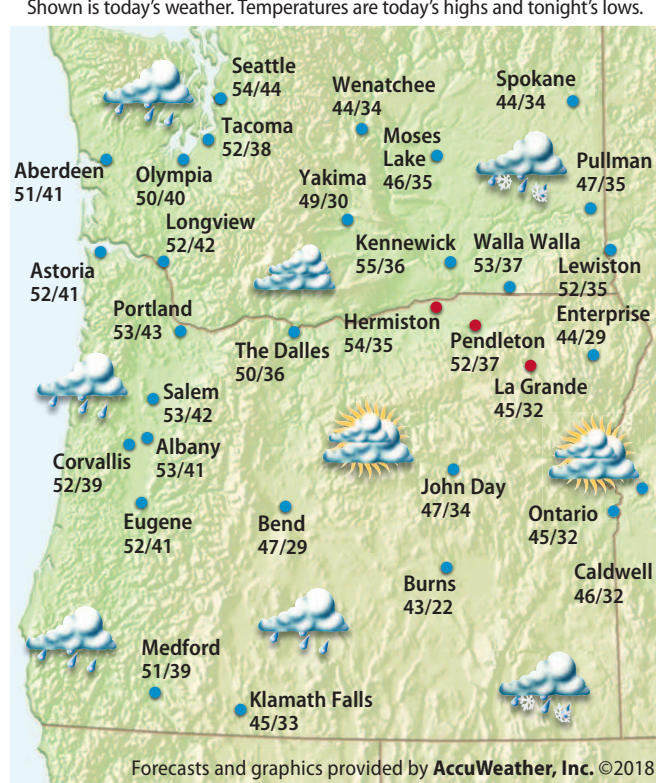 Shown is today's weather. Temperatures are today's highs and tonight's lows.
Seattle
54/44
Wenatchee
44/34
Spokane
44/34
Tacoma
52/38
Moses
Lake
46/35
Aberdeen
51/41
Olympia
50/40
Yakima
49/30
Pullman
47/35
Longview
52/42
Kennewick
55/36
Walla Walla
53/37
Lewiston
52/35
Astoria
52/41
Portland
53/43
The Dalles
50/36
Hermiston
54/35
Pendleton
52/37
Enterprise
44/29
La Grande
45/32
Salem
53/42
Albany
53/41
Corvallis
52/39
Eugene
52/41
Bend
47/29
John Day
47/34
Ontario
45/32
Caldwell
46/32
Burns
43/22
Medford
51/39
Klamath Falls
45/33
Forecasts and graphics provided by AccuWeather, Inc. ©2018